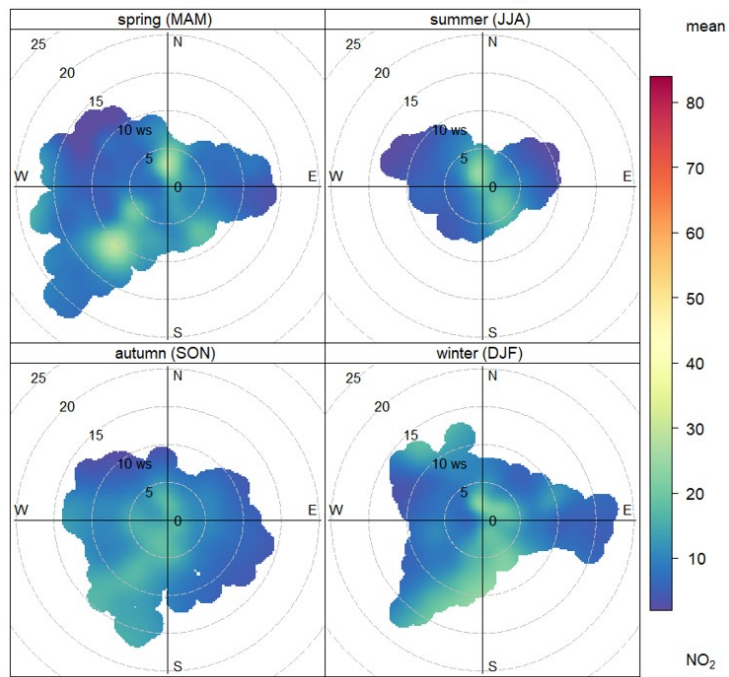 spring (MAM)
25
20
15
10 ws
5
0
N
W
E
S
summer (JJA)
25
20
15
10 ws
5
0
N
W
E
S
autumn (SON)
25
20
15
10 ws
5
0
N
W
E
S
winter (DJF)
25
20
15
10 ws
5
0
N
W
E
S
mean
80
70
60
50
40
30
20
10
NO₂